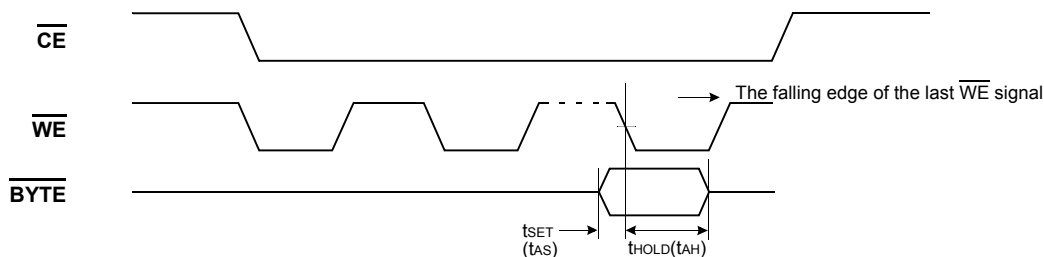 CE
The falling edge of the last WE signal
WE
BYTE
tSET
(tAS)
tHOLD(tAH)